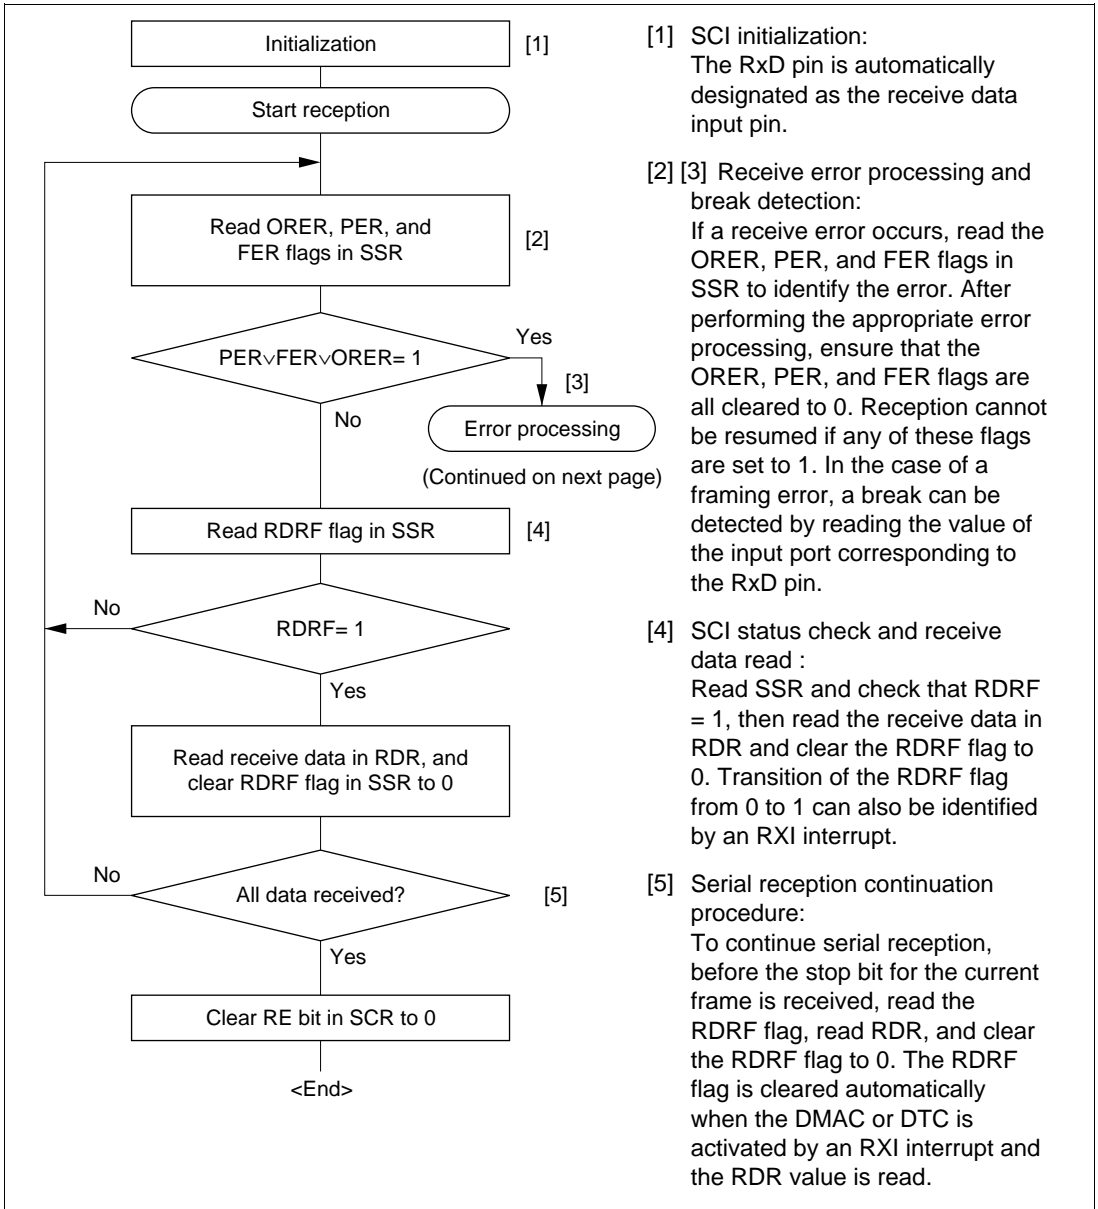 Initialization
[1]
Start reception
Read ORER, PER, and
FER flags in SSR
[2]
Yes
PER∨FER∨ORER= 1
[3]
No
Error processing
(Continued on next page)
Read RDRF flag in SSR
[4]
No
RDRF= 1
Yes
Read receive data in RDR, and
clear RDRF flag in SSR to 0
No
All data received?
[5]
Yes
Clear RE bit in SCR to 0
<End>
[1] SCI initialization:
The RxD pin is automatically
designated as the receive data
input pin.
[2] [3] Receive error processing and
break detection:
If a receive error occurs, read the
ORER, PER, and FER flags in
SSR to identify the error. After
performing the appropriate error
processing, ensure that the
ORER, PER, and FER flags are
all cleared to 0. Reception cannot
be resumed if any of these flags
are set to 1. In the case of a
framing error, a break can be
detected by reading the value of
the input port corresponding to
the RxD pin.
[4] SCI status check and receive
data read :
Read SSR and check that RDRF
= 1, then read the receive data in
RDR and clear the RDRF flag to
0. Transition of the RDRF flag
from 0 to 1 can also be identified
by an RXI interrupt.
[5] Serial reception continuation
procedure:
To continue serial reception,
before the stop bit for the current
frame is received, read the
RDRF flag, read RDR, and clear
the RDRF flag to 0. The RDRF
flag is cleared automatically
when the DMAC or DTC is
activated by an RXI interrupt and
the RDR value is read.